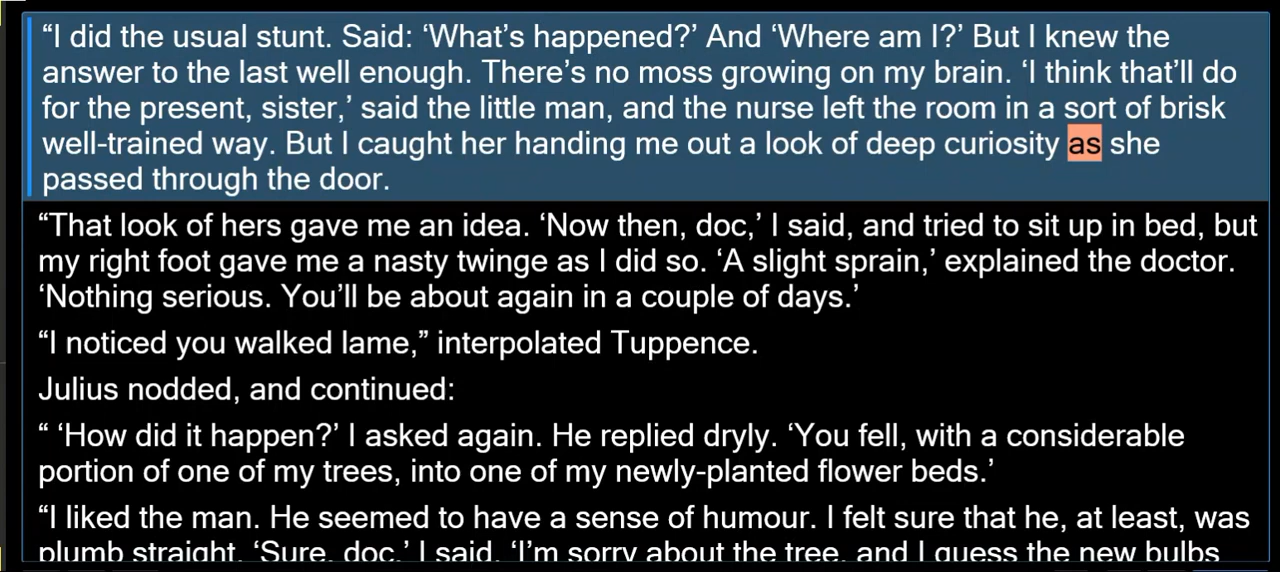 “I did the usual stunt. Said: ‘What’s happened?’ And ‘Where am I?’ But I knew the
answer to the last well enough. There’s no moss growing on my brain. ‘I think that’ll do
for the present, sister,’ said the little man, and the nurse left the room in a sort of brisk
well-trained way. But I caught her handing me out a look of deep curiosity as she
passed through the door.
“That look of hers gave me an idea. ‘Now then, doc,’ I said, and tried to sit up in bed, but
my right foot gave me a nasty twinge as I did so. ‘A slight sprain,’ explained the doctor.
‘Nothing serious. You’ll be about again in a couple of days.’
“I noticed you walked lame,” interpolated Tuppence.
Julius nodded, and continued:
“ ‘How did it happen?’ I asked again. He replied dryly. ‘You fell, with a considerable
portion of one of my trees, into one of my newly-planted flower beds.’
“I liked the man. He seemed to have a sense of humour. I felt sure that he, at least, was
plumb straight. ‘Sure, doc,’ I said, ‘I’m sorry about the tree, and I guess the new bulbs